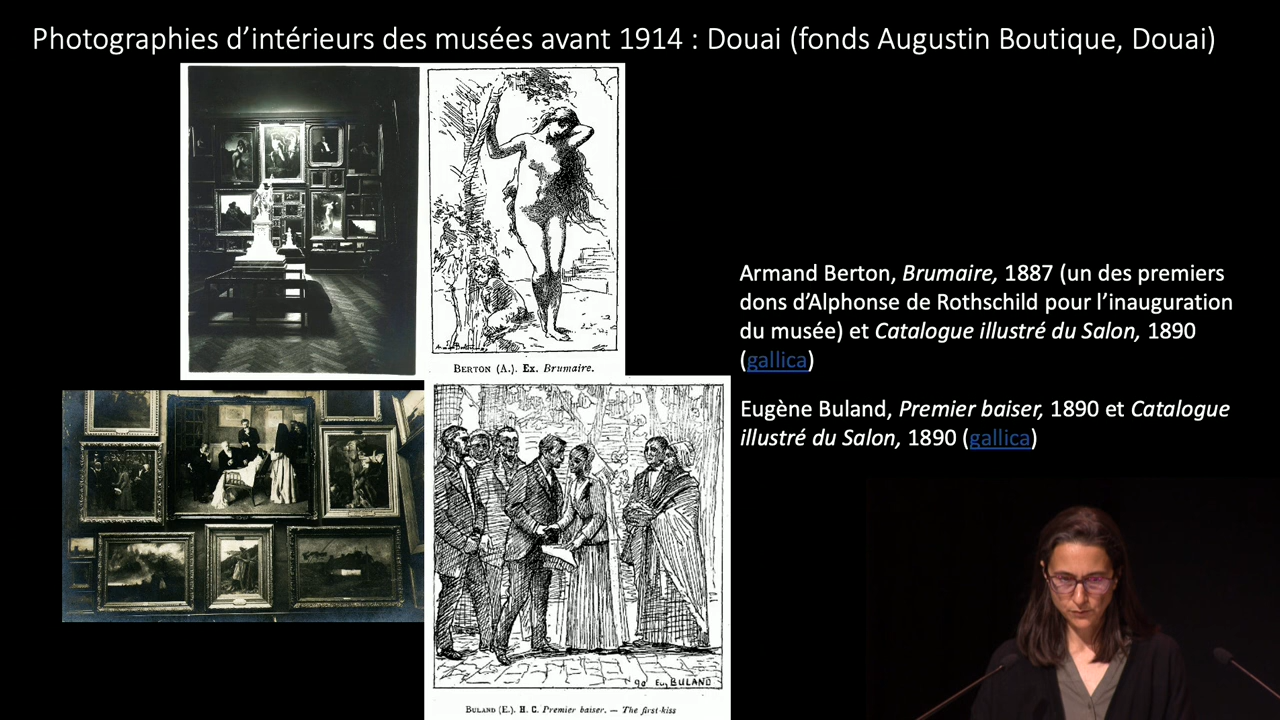 Photographies d’intérieurs des musées avant 1914 : Douai (fonds Augustin Boutique, Douai)
BERTON (A.). Ex. Brumaire.
Armand Berton, Brumaire, 1887 (un des premiers
dons d’Alphonse de Rothschild pour l’inauguration
du musée) et Catalogue illustré du Salon, 1890
(gallica)
Eugène Buland, Premier baiser, 1890 et Catalogue
illustré du Salon, 1890 (gallica)
90 Eug BULAND
BULAND (E.). H. C. Premier baiser. — The first kiss